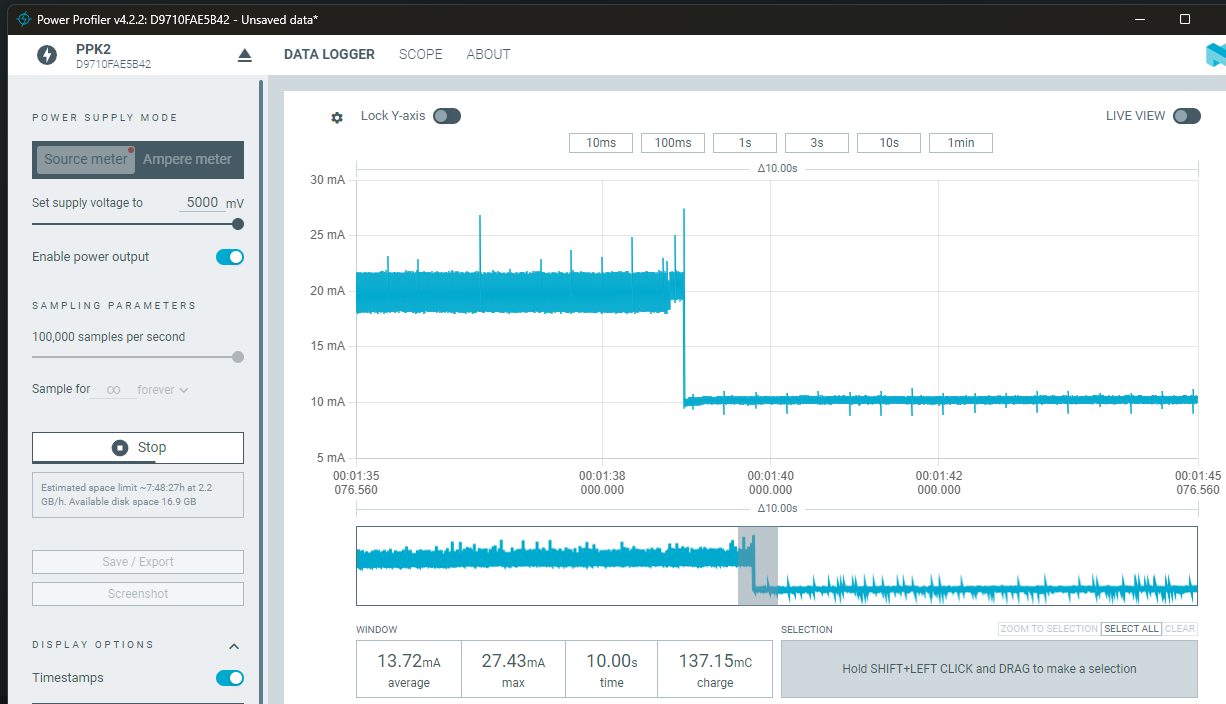 Power Profiler v4.2.2: D9710FAE5B42 - Unsaved data*
PPK2
D9710FAE5B42
DATA LOGGER SCOPE ABOUT
POWER SUPPLY MODE
Source meter Ampere meter
Set supply voltage to 5000 mV
Enable power output
SAMPLING PARAMETERS
100,000 samples per second
Sample for ∞ forever
Stop
Estimated space limit ~7:48:27h at 2.2
GB/h. Available disk space 16.9 GB
Save / Export
Screenshot
DISPLAY OPTIONS
Timestamps
Lock Y-axis
LIVE VIEW
10ms 100ms 1s 3s 10s 1min
Δ10.00s
30 mA
25 mA
20 mA
15 mA
10 mA
5 mA
00:01:35 00:01:38 00:01:40 00:01:42 00:01:45
076.560 000.000 000.000 000.000 076.560
Δ10.00s
WINDOW
13.72mA 27.43mA 10.00s 137.15mC
average max time charge
SELECTION ZOOM TO SELECTION SELECT ALL CLEAR
Hold SHIFT+LEFT CLICK and DRAG to make a selection